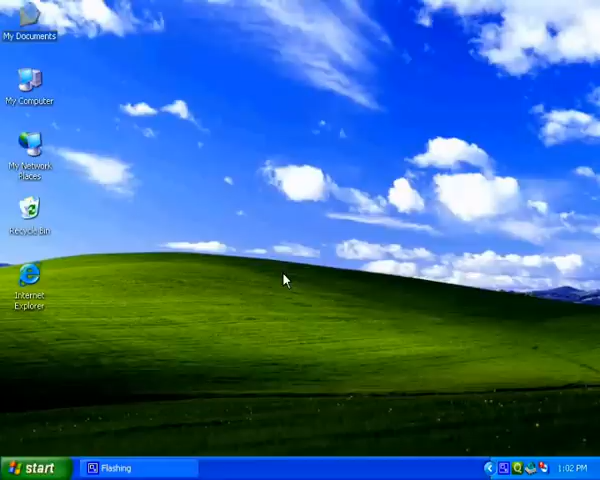 My Documents
My Computer
My Network
Places
Recycle Bin
Internet
Explorer
start
Flashing
1:02 PM